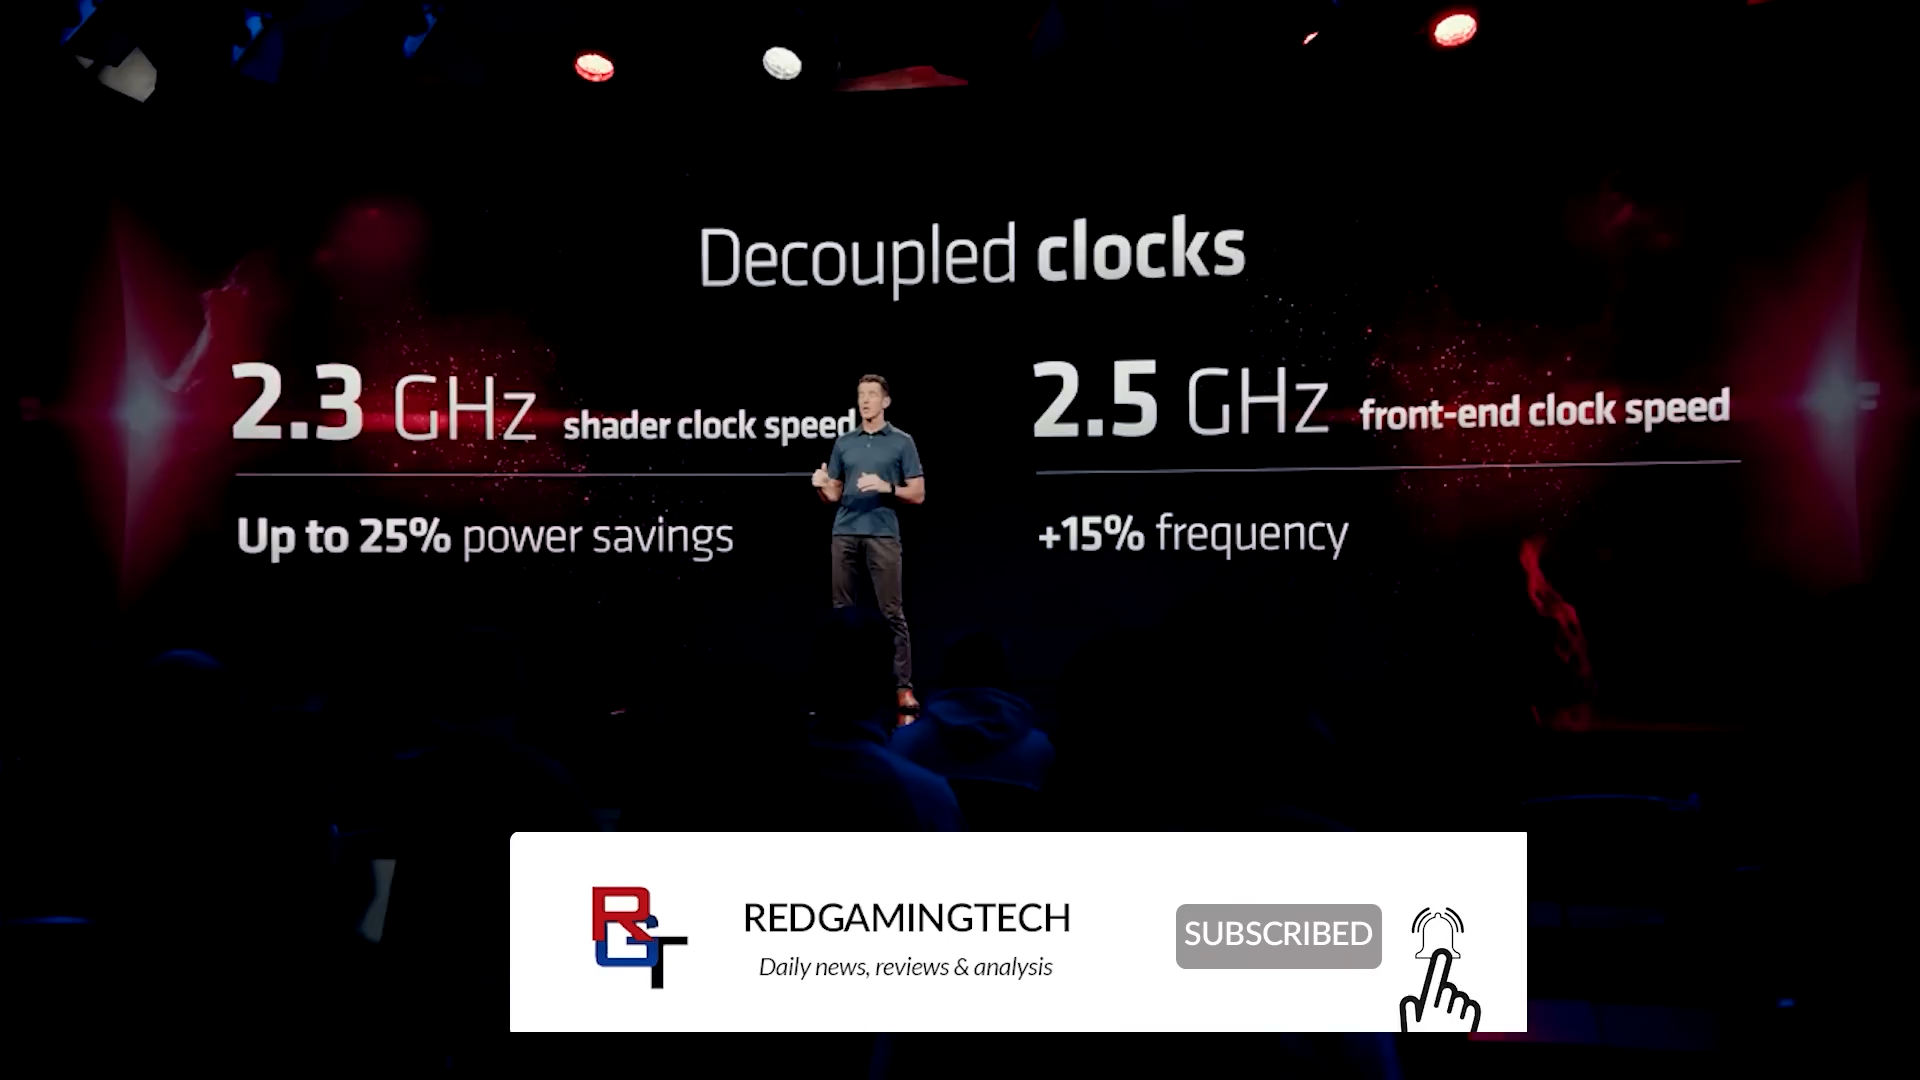 Decoupled clocks
2.3 GHz shader clock speed
2.5 GHz front-end clock speed
Up to 25% power savings
+15% frequency
RGT
REDGAMINGTECH
Daily news, reviews & analysis
SUBSCRIBED